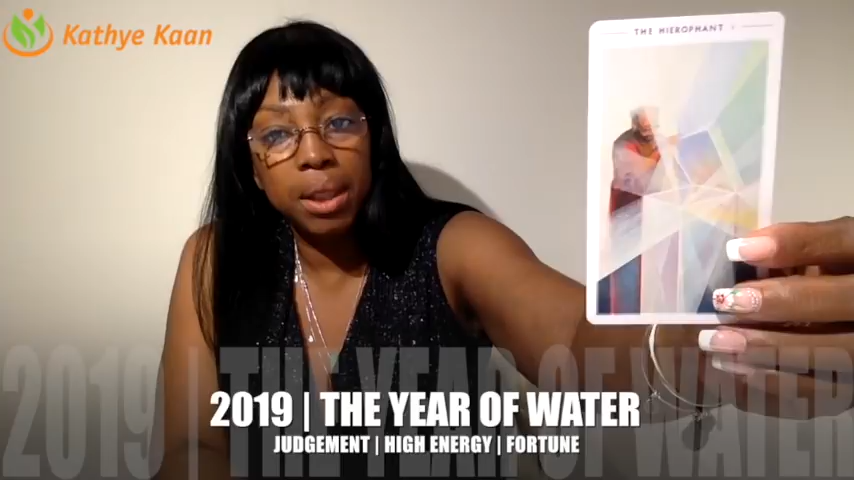 Kathye Kaan
THE HIEROPHANT
2019 | THE YEAR OF WATER
2019 | THE YEAR OF WATER
JUDGEMENT | HIGH ENERGY | FORTUNE